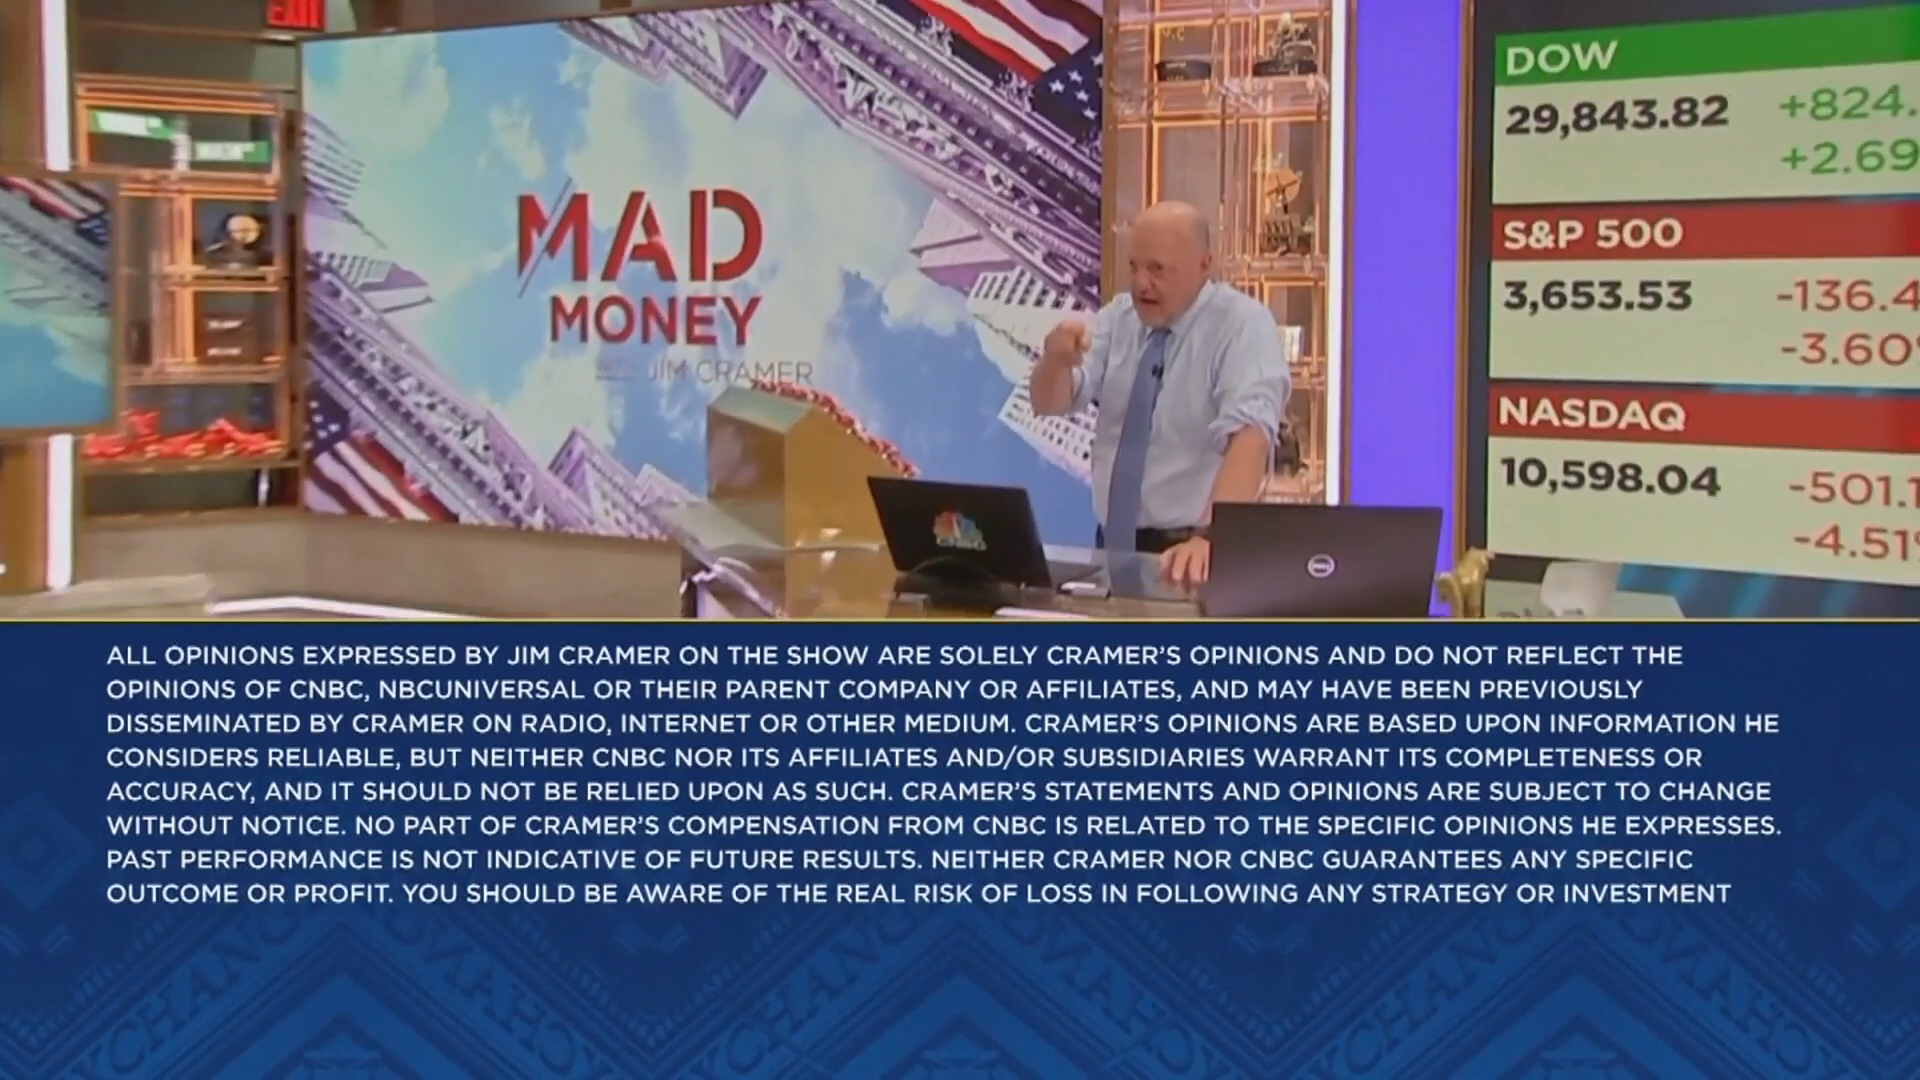 EXIT
MAD
MONEY
JIM CRAMER
DOW
29,843.82 +824.
+2.69
S&P 500
3,653.53 -136.4
-3.60
NASDAQ
10,598.04 -501.1
-4.51
CNBC
DELL
ALL OPINIONS EXPRESSED BY JIM CRAMER ON THE SHOW ARE SOLELY CRAMER'S OPINIONS AND DO NOT REFLECT THE
OPINIONS OF CNBC, NBCUNIVERSAL OR THEIR PARENT COMPANY OR AFFILIATES, AND MAY HAVE BEEN PREVIOUSLY
DISSEMINATED BY CRAMER ON RADIO, INTERNET OR OTHER MEDIUM. CRAMER'S OPINIONS ARE BASED UPON INFORMATION HE
CONSIDERS RELIABLE, BUT NEITHER CNBC NOR ITS AFFILIATES AND/OR SUBSIDIARIES WARRANT ITS COMPLETENESS OR
ACCURACY, AND IT SHOULD NOT BE RELIED UPON AS SUCH. CRAMER'S STATEMENTS AND OPINIONS ARE SUBJECT TO CHANGE
WITHOUT NOTICE. NO PART OF CRAMER'S COMPENSATION FROM CNBC IS RELATED TO THE SPECIFIC OPINIONS HE EXPRESSES.
PAST PERFORMANCE IS NOT INDICATIVE OF FUTURE RESULTS. NEITHER CRAMER NOR CNBC GUARANTEES ANY SPECIFIC
OUTCOME OR PROFIT. YOU SHOULD BE AWARE OF THE REAL RISK OF LOSS IN FOLLOWING ANY STRATEGY OR INVESTMENT